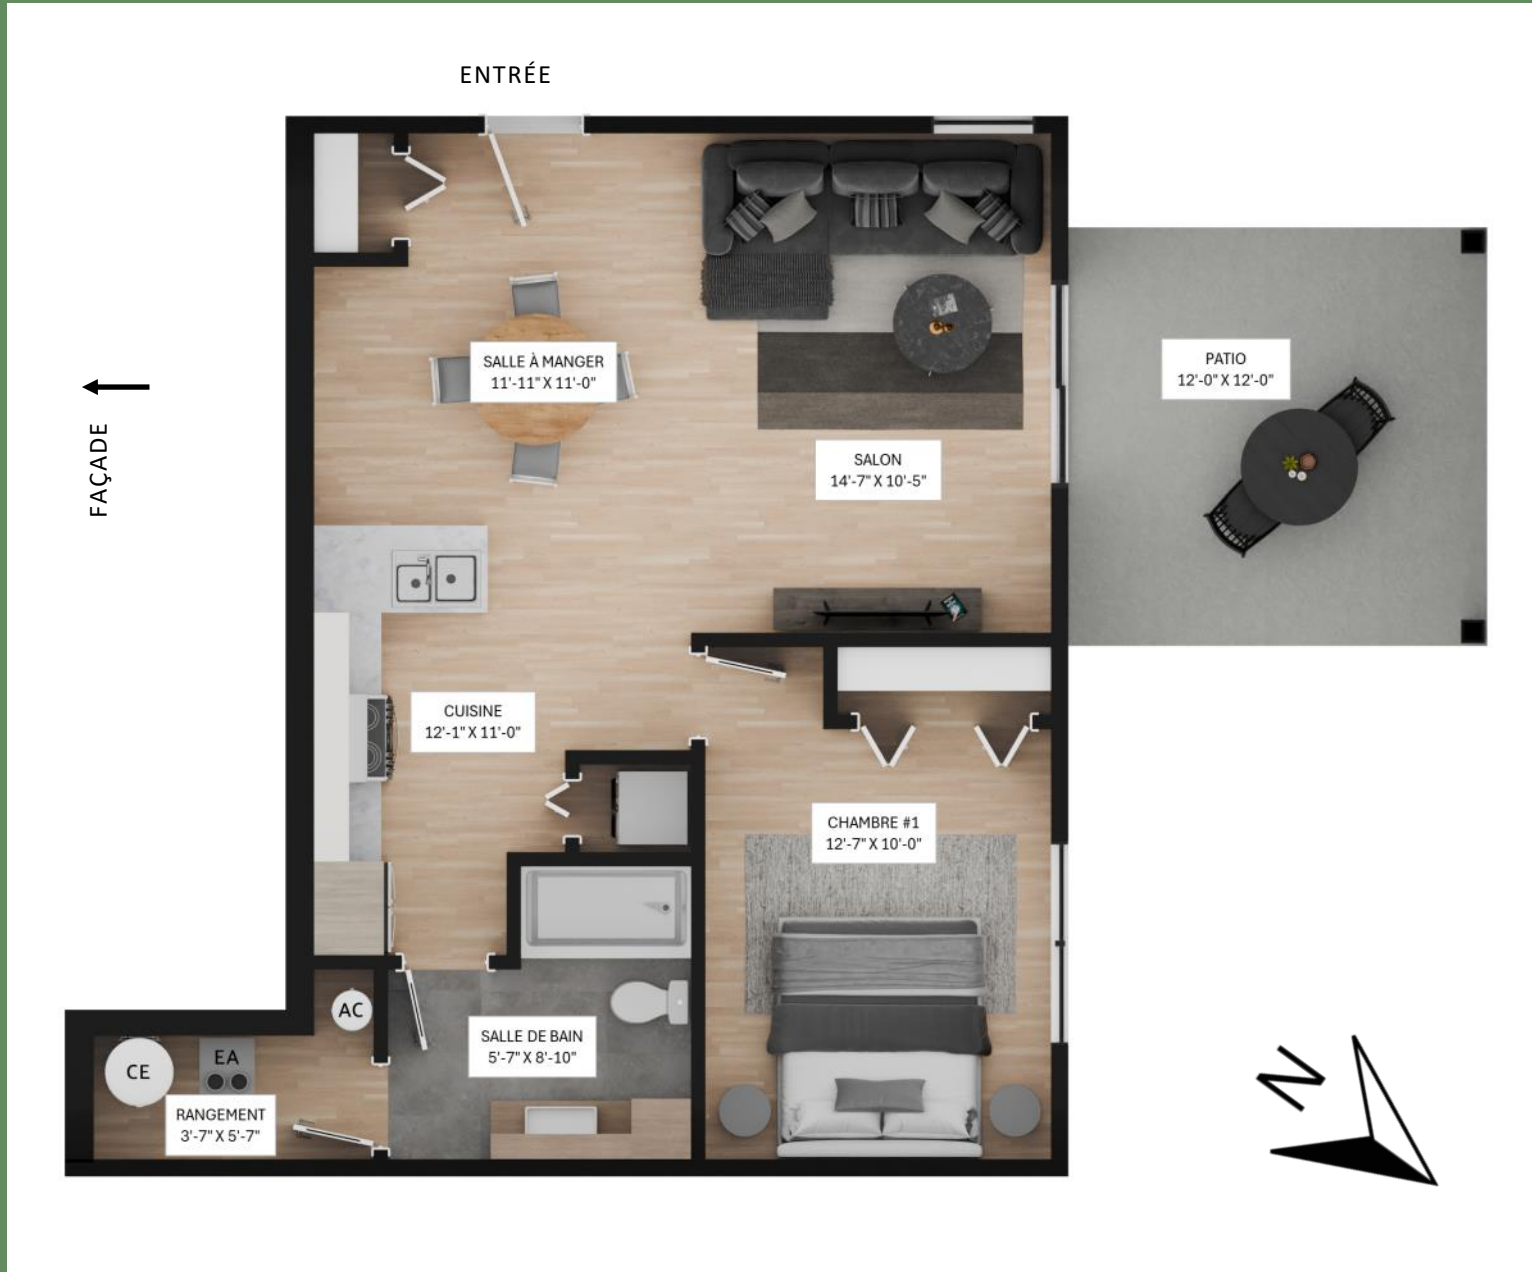 ENTRÉE
SALLE À MANGER
11'-11" X 11'-0"
PATIO
12'-0" X 12'-0"
FAÇADE
SALON
14'-7" X 10'-5"
CUISINE
12'-1" X 11'-0"
CHAMBRE #1
12'-7" X 10'-0"
AC
SALLE DE BAIN
5'-7" X 8'-10"
EA
CE
RANGEMENT
3'-7" X 5'-7"
N